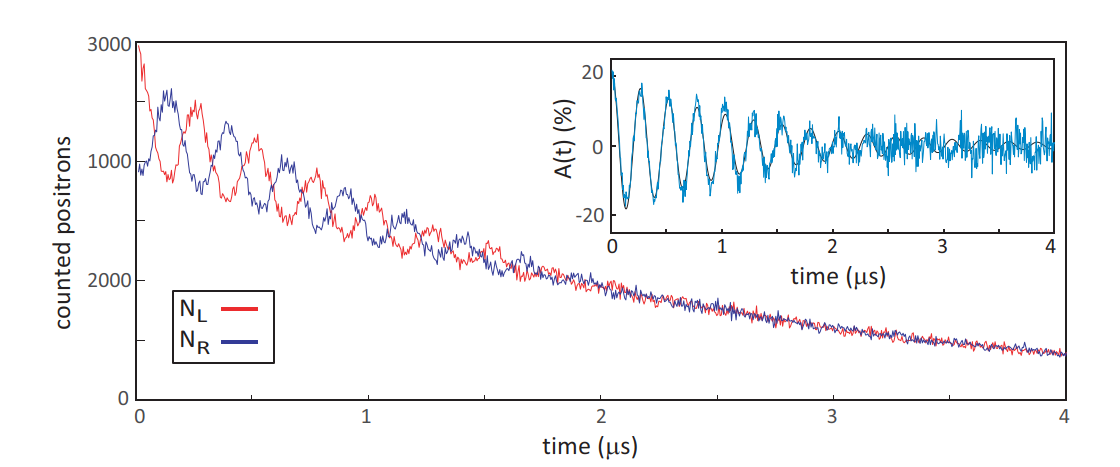 3000
1000
2000
0
counted positrons
0 1 2 3 4
time (μs)
N_L
N_R
20
0
-20
A(t) (%)
0 1 2 3 4
time (μs)